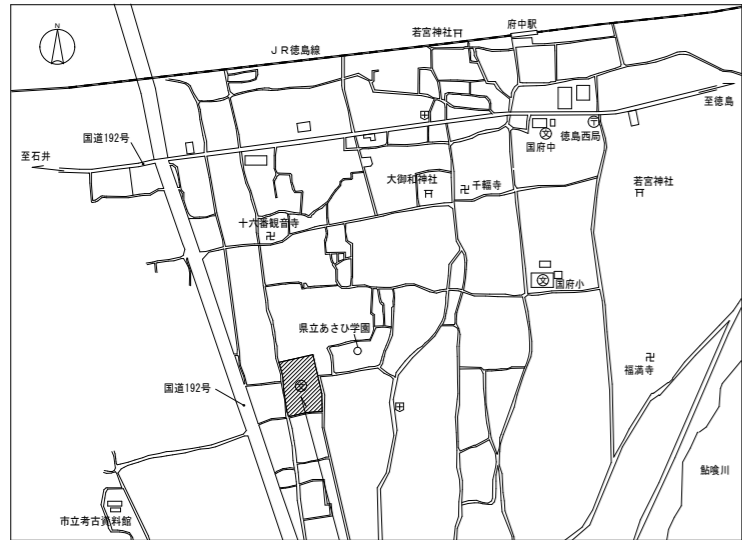 N
府中駅
若宮神社
JR徳島線
至徳島
国道192号
至石井
国府中
徳島西局
大御和神社
千輻寺
若宮神社
十六番観音寺
国府小
県立あさひ学園
福満寺
国道192号
鮎喰川
市立考古資料館
文
文
文